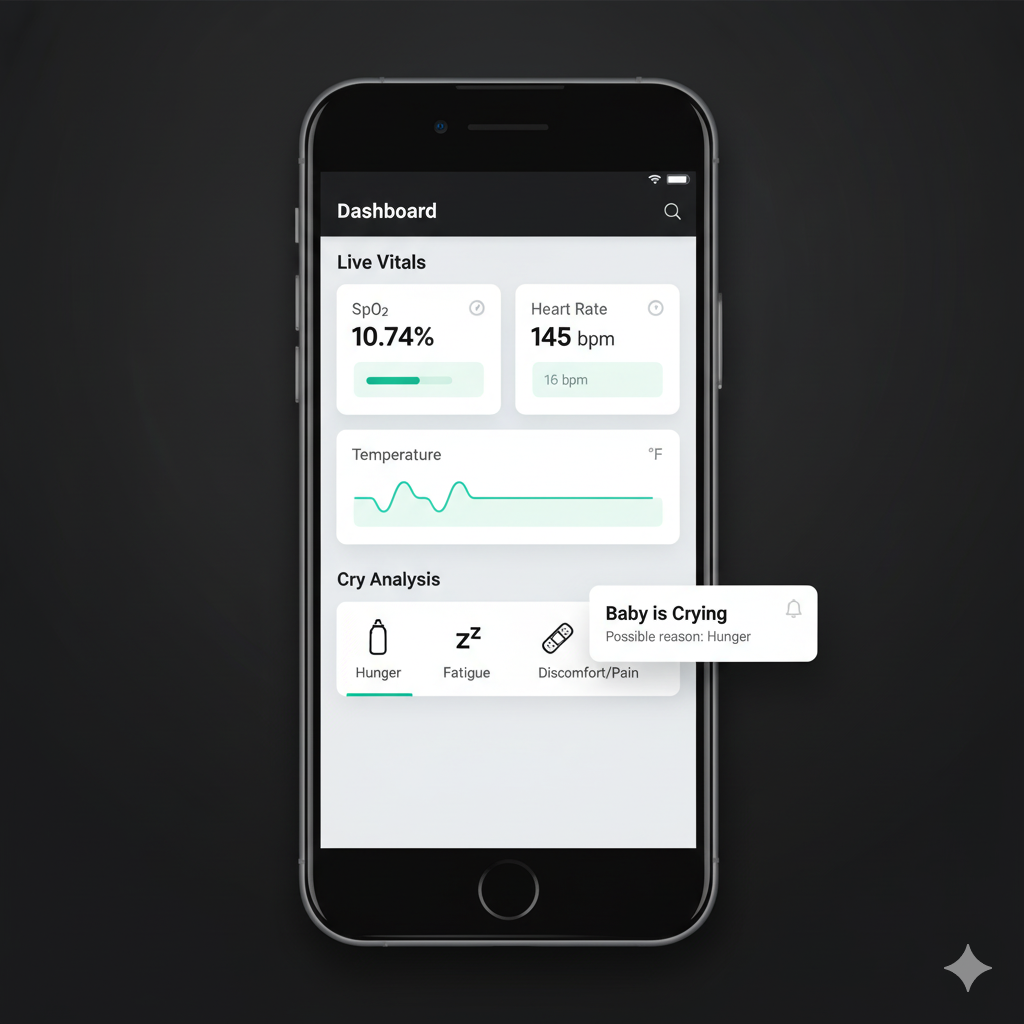 Dashboard
Live Vitals
SpO₂
10.74%
Heart Rate
145 bpm
16 bpm
Temperature
°F
Cry Analysis
Baby is Crying
Possible reason: Hunger
zᶻ
Hunger
Fatigue
Discomfort/Pain